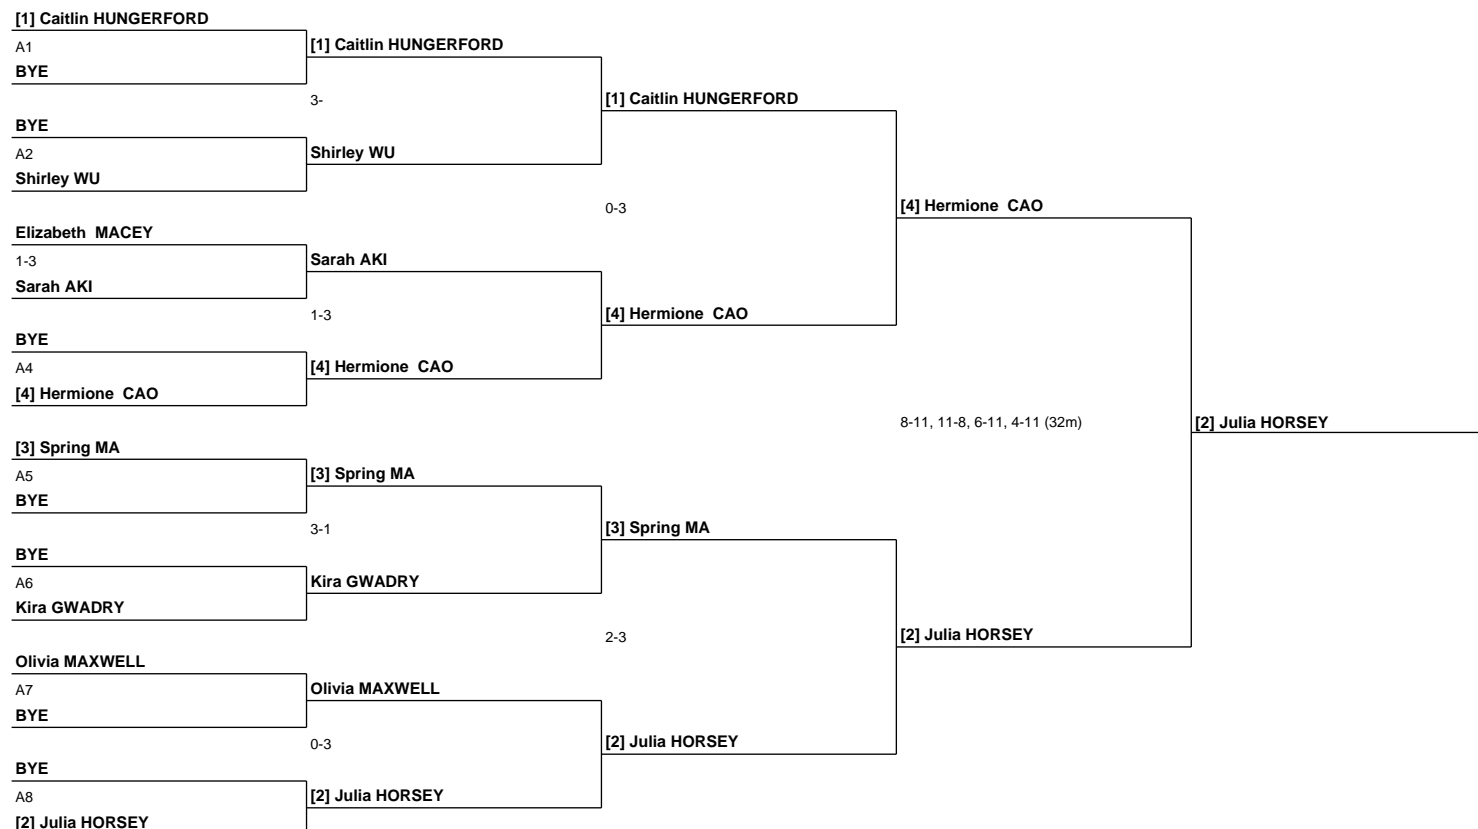 [1] Caitlin HUNGERFORD
A1
[1] Caitlin HUNGERFORD
BYE
3-
[1] Caitlin HUNGERFORD
BYE
A2
Shirley WU
Shirley WU
0-3
[4] Hermione  CAO
Elizabeth  MACEY
1-3
Sarah AKI
Sarah AKI
1-3
[4] Hermione  CAO
BYE
A4
[4] Hermione  CAO
[4] Hermione  CAO
8-11, 11-8, 6-11, 4-11 (32m)
[2] Julia HORSEY
[3] Spring MA
A5
[3] Spring MA
BYE
3-1
[3] Spring MA
BYE
A6
Kira GWADRY
Kira GWADRY
2-3
[2] Julia HORSEY
Olivia MAXWELL
A7
Olivia MAXWELL
BYE
0-3
[2] Julia HORSEY
BYE
A8
[2] Julia HORSEY
[2] Julia HORSEY